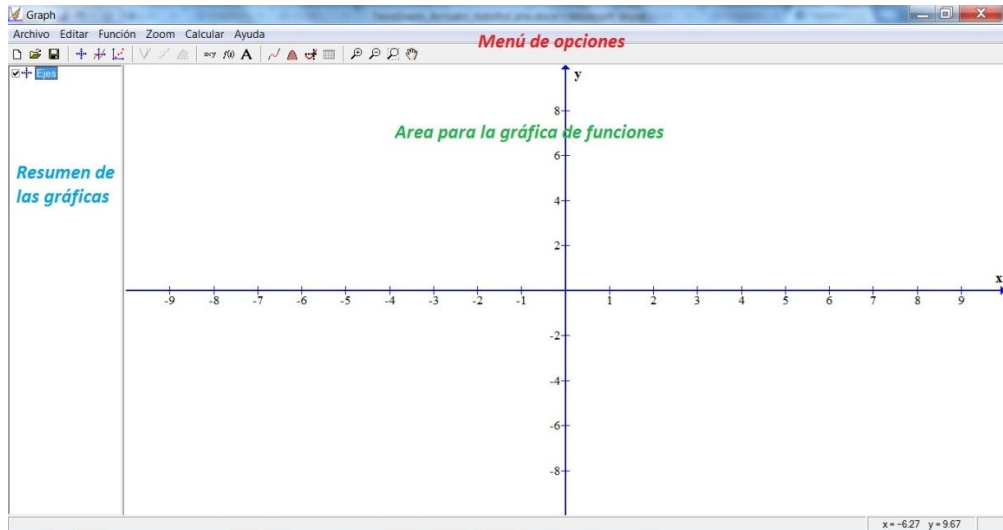 Graph
Archivo Editar Función Zoom Calcular Ayuda
Menú de opciones
Ejes
y
Area para la gráfica de funciones
Resumen de
las gráficas
8
6
4
2
x
-9 -8 -7 -6 -5 -4 -3 -2 -1 1 2 3 4 5 6 7 8 9
-2
-4
-6
-8
x = -6.27 y = 9.67